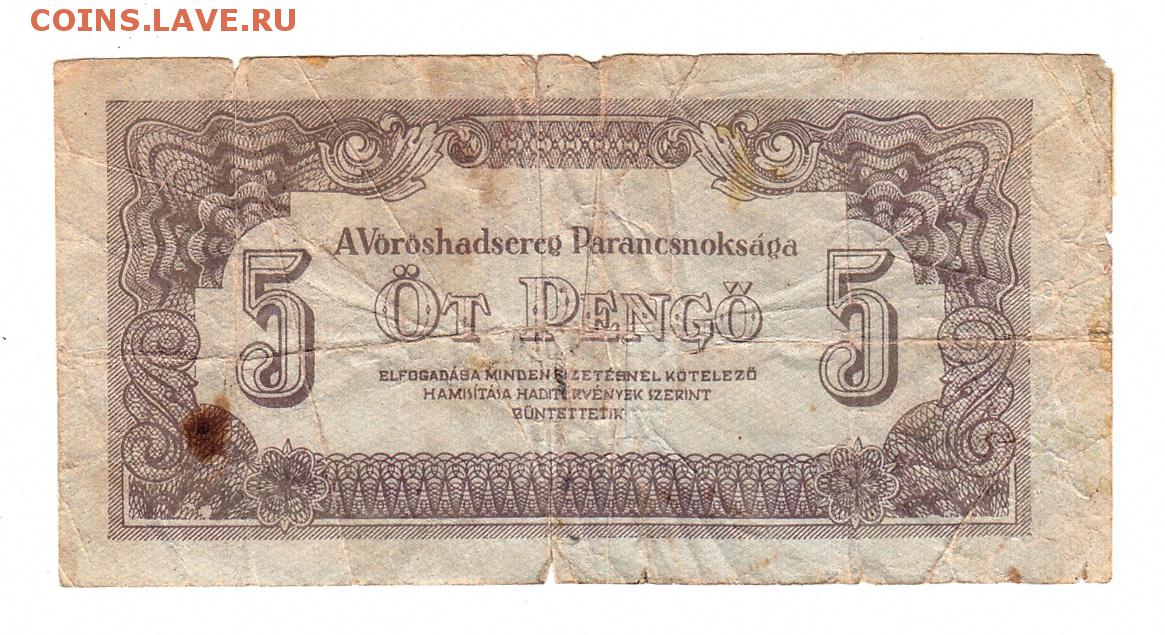 COINS.LAVE.RU
A Vöröshadsereg Parancsnoksága
5 ÖT PENGŐ 5
ELFOGADÁSA MINDEN FIZETÉSNÉL KÖTELEZŐ
HAMISÍTÁSA HADITÖRVÉNYEK SZERINT
BÜNTETTETIK